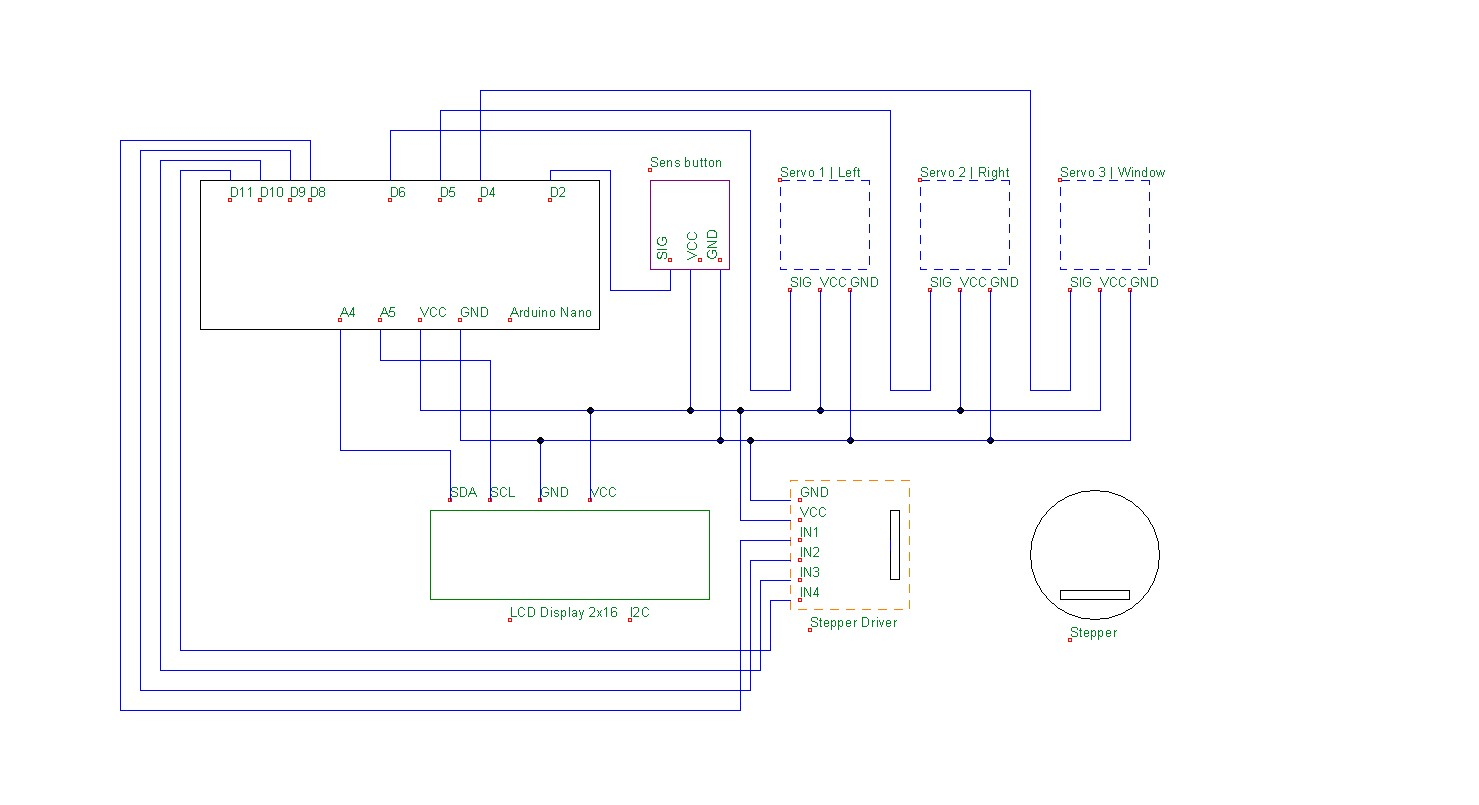 Sens button
Servo 1 | Left
Servo 2 | Right
Servo 3 | Window
D11
D10
D9
D8
D6
D5
D4
D2
SIG
VCC
GND
SIG
VCC
GND
SIG
VCC
GND
SIG
VCC
GND
A4
A5
VCC
GND
Arduino Nano
SDA
SCL
GND
VCC
LCD Display 2x16
I2C
GND
VCC
IN1
IN2
IN3
IN4
Stepper Driver
Stepper